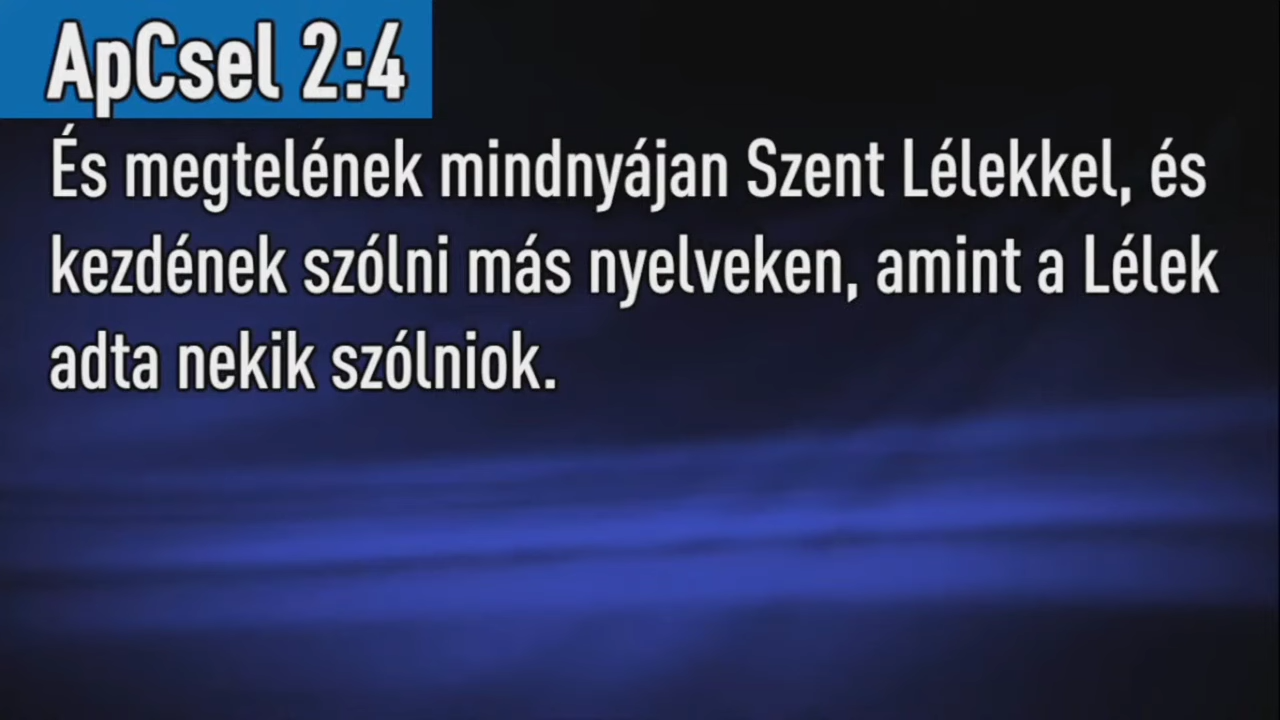 ApCsel 2:4
És megtelének mindnyájan Szent Lélekkel, és
kezdének szólni más nyelveken, amint a Lélek
adta nekik szólniok.